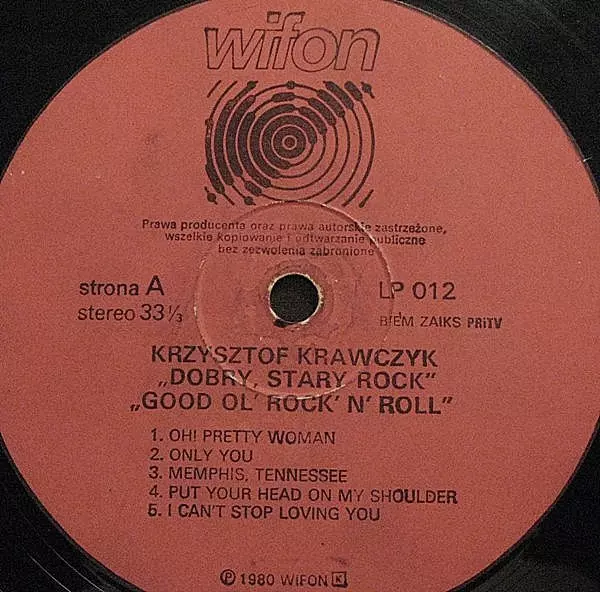 wifon
Prawa producenta oraz prawa autorskie zastrzeżone,
wszelkie kopiowanie i odtwarzanie publiczne
bez zezwolenia zabronione
strona A
LP 012
stereo 33 1/3
BIEM ZAIKS PRiTV
KRZYSZTOF KRAWCZYK
„DOBRY, STARY ROCK”
„GOOD OL' ROCK' N' ROLL”
1. OH! PRETTY WOMAN
2. ONLY YOU
3. MEMPHIS, TENNESSEE
4. PUT YOUR HEAD ON MY SHOULDER
5. I CAN'T STOP LOVING YOU
Ⓟ 1980 WIFON K